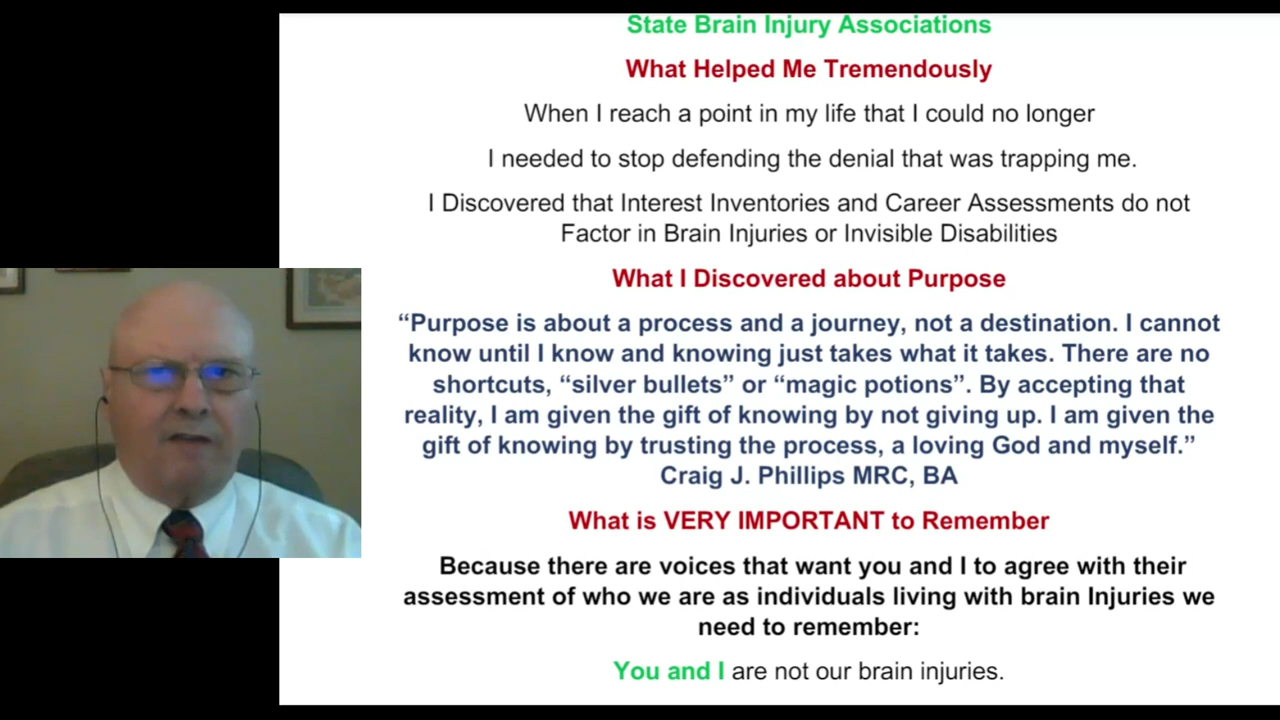 State Brain Injury Associations
What Helped Me Tremendously
When I reach a point in my life that I could no longer
I needed to stop defending the denial that was trapping me.
I Discovered that Interest Inventories and Career Assessments do not
Factor in Brain Injuries or Invisible Disabilities
What I Discovered about Purpose
“Purpose is about a process and a journey, not a destination. I cannot
know until I know and knowing just takes what it takes. There are no
shortcuts, “silver bullets” or “magic potions”. By accepting that
reality, I am given the gift of knowing by not giving up. I am given the
gift of knowing by trusting the process, a loving God and myself.”
Craig J. Phillips MRC, BA
What is VERY IMPORTANT to Remember
Because there are voices that want you and I to agree with their
assessment of who we are as individuals living with brain Injuries we
need to remember:
You and I are not our brain injuries.